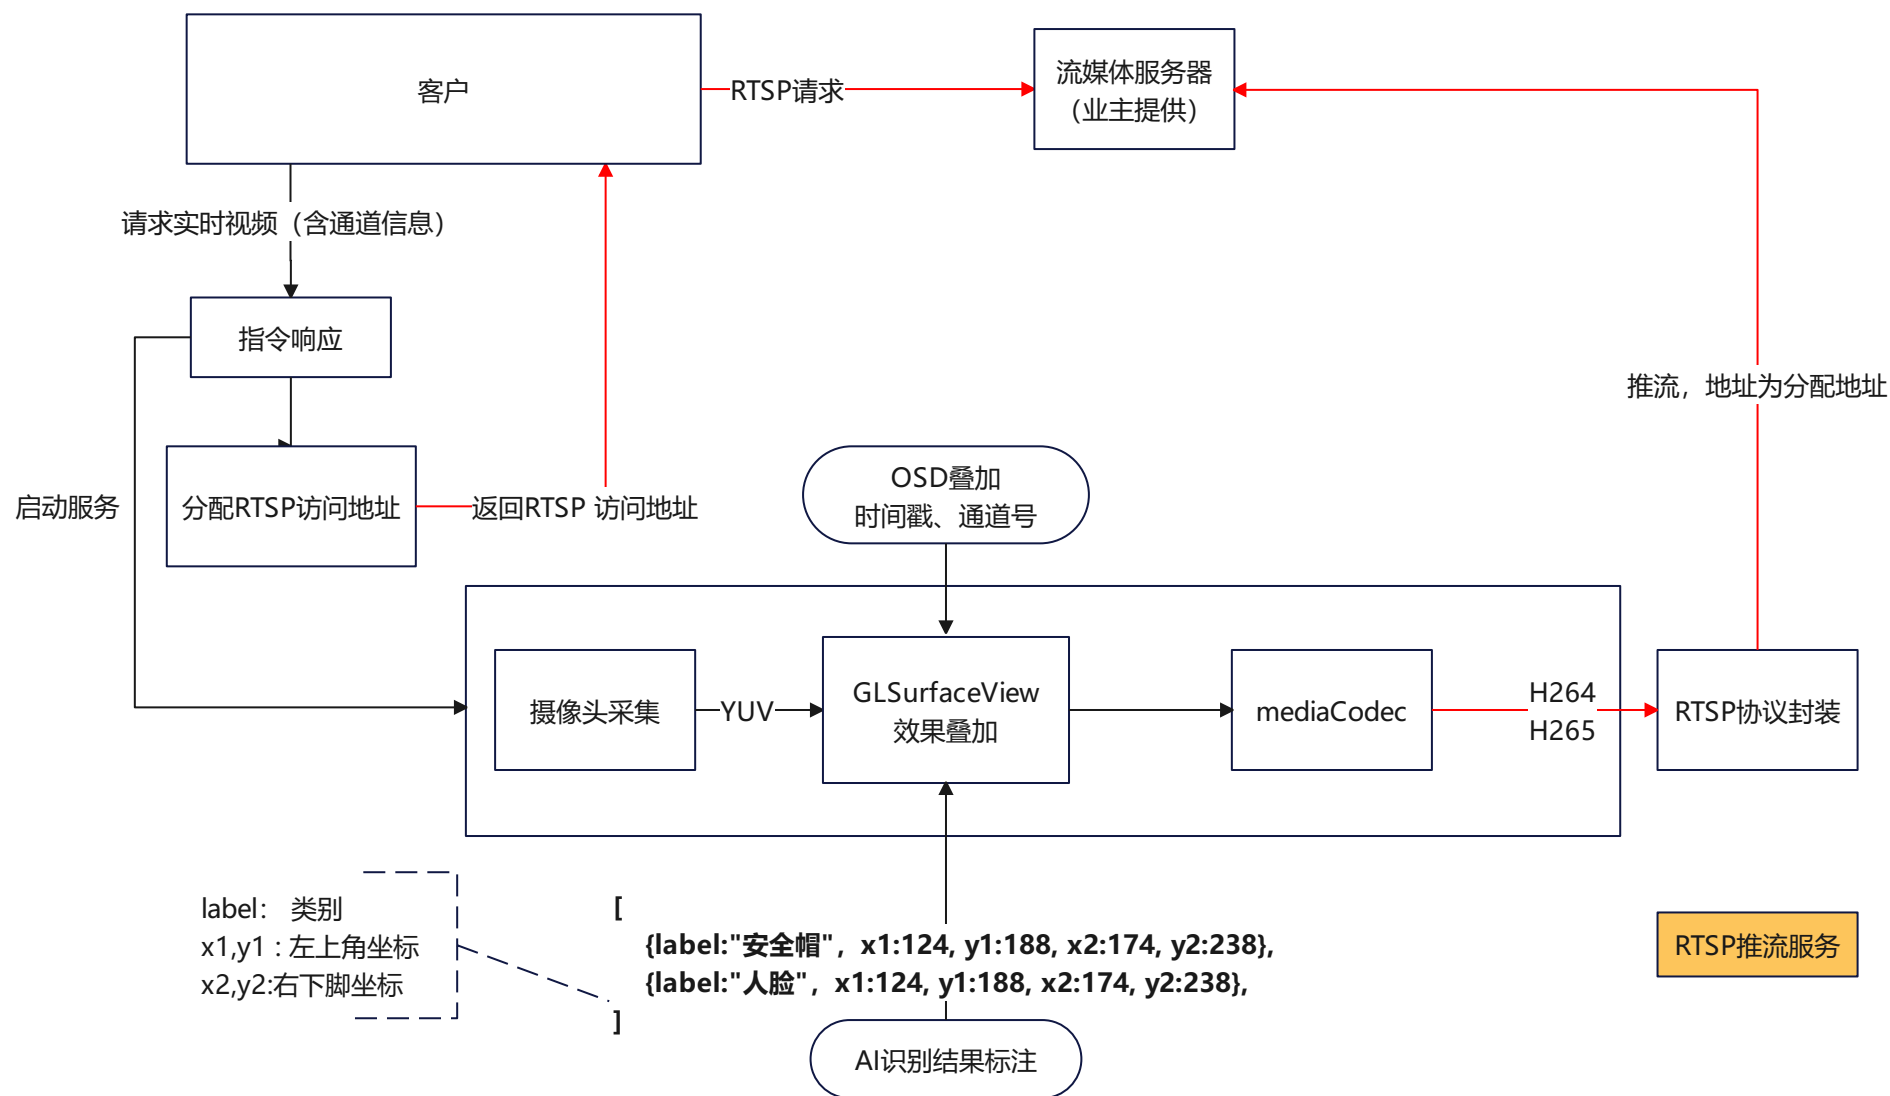 客户
RTSP请求
流媒体服务器
（业主提供）
请求实时视频（含通道信息）
指令响应
推流，地址为分配地址
启动服务
分配RTSP访问地址
返回RTSP 访问地址
OSD叠加
时间戳、通道号
摄像头采集
YUV
GLSurfaceView
效果叠加
mediaCodec
H264
H265
RTSP协议封装
label： 类别
x1,y1 : 左上角坐标
x2,y2:右下脚坐标
[
{label:"安全帽"，x1:124, y1:188, x2:174, y2:238},
{label:"人脸"，x1:124, y1:188, x2:174, y2:238},
]
RTSP推流服务
AI识别结果标注